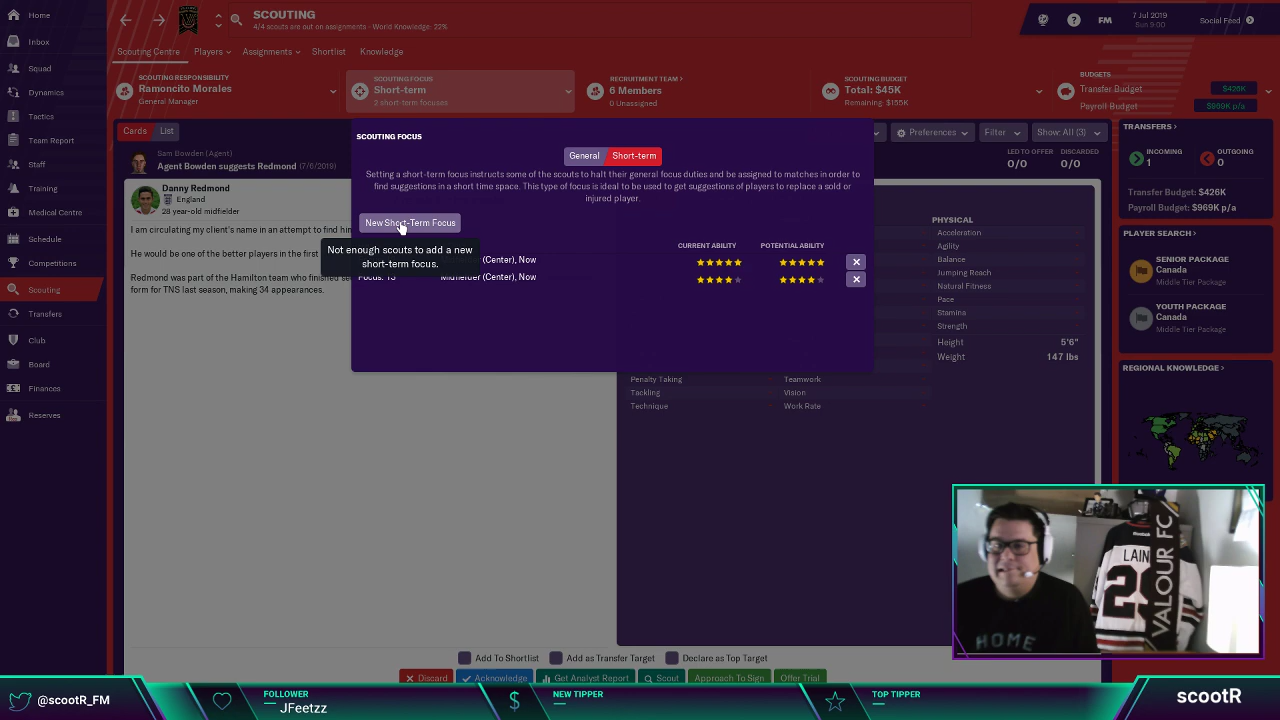 Home
SCOUTING
4/4 scouts are out on assignments - World Knowledge: 22%
FM
7 Jul 2019
Sun 9:00
Social Feed
Inbox
Squad
Dynamics
Tactics
Team Report
Staff
Training
Medical Centre
Schedule
Competitions
Scouting
Transfers
Club
Board
Finances
Reserves
Scouting Centre
Players
Assignments
Shortlist
Knowledge
SCOUTING RESPONSIBILITY
Ramoncito Morales
General Manager
SCOUTING FOCUS
Short-term
2 short-term focuses
RECRUITMENT TEAM >
6 Members
0 Unassigned
SCOUTING BUDGET
Total: $45K
Remaining: $155K
BUDGETS
Transfer Budget
$426K
Payroll Budget
$969K p/a
Cards
List
Preferences
Filter
Show: All (3)
Sam Bowden (Agent)
Agent Bowden suggests Redmond (7/6/2019)
LED TO OFFER
0/0
DISCARDED
0/0
Danny Redmond
England
28 year-old midfielder
I am circulating my client's name in an attempt to find him
He would be one of the better players in the first
Redmond was part of the Hamilton team who finished se
form for TNS last season, making 34 appearances.
SCOUTING FOCUS
General
Short-term
Setting a short-term focus instructs some of the scouts to halt their general focus duties and be assigned to matches in order to
find suggestions in a short time space. This type of focus is ideal to be used to get suggestions of players to replace a sold or
injured player.
New Short-Term Focus
Not enough scouts to add a new
short-term focus.
CURRENT ABILITY
POTENTIAL ABILITY
(Center), Now
Midfielder (Center), Now
PHYSICAL
Acceleration
Agility
Balance
Jumping Reach
Natural Fitness
Pace
Stamina
Strength
Height
5'6"
Weight
147 lbs
Penalty Taking
Teamwork
Tackling
Vision
Technique
Work Rate
TRANSFERS >
INCOMING
1
OUTGOING
0
Transfer Budget: $426K
Payroll Budget: $969K p/a
PLAYER SEARCH >
SENIOR PACKAGE
Canada
Middle Tier Package
YOUTH PACKAGE
Canada
Middle Tier Package
REGIONAL KNOWLEDGE >
LAIN
2
VALOUR FC
HOME
Add To Shortlist
Add as Transfer Target
Declare as Top Target
Discard
Acknowledge
Get Analyst Report
Scout
Approach To Sign
Offer Trial
@scootR_FM
FOLLOWER
JFeetzz
NEW TIPPER
TOP TIPPER
scootR